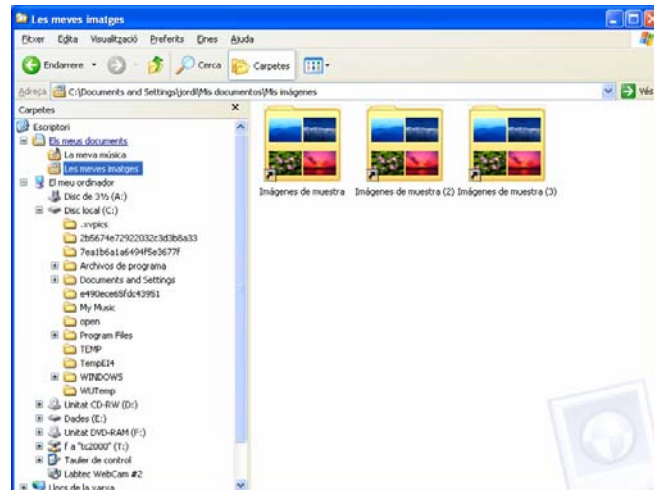 Les meves imatges
Fitxer Edita Visualització Preferits Eines Ajuda
Endarrere Cerca Carpetes
Adreça C:\Documents and Settings\jordi\Mis documentos\Mis imágenes Vés
Carpetes x
Escriptori
Els meus documents
La meva música
Les meves imatges
El meu ordinador
Disc de 3½ (A:)
Disc local (C:)
.xvpics
2b5674e72922032c3d3b8a33
7ea1b6a1a6494f5e3677f
Archivos de programa
Documents and Settings
e490ece65fdc43951
My Music
open
Program Files
TEMP
TempEI4
WINDOWS
WUTemp
Unitat CD-RW (D:)
Dades (E:)
Unitat DVD-RAM (F:)
f a "tc2000" (T:)
Tauler de control
Labtec WebCam #2
Llocs de la xarxa
Imágenes de muestra Imágenes de muestra (2) Imágenes de muestra (3)